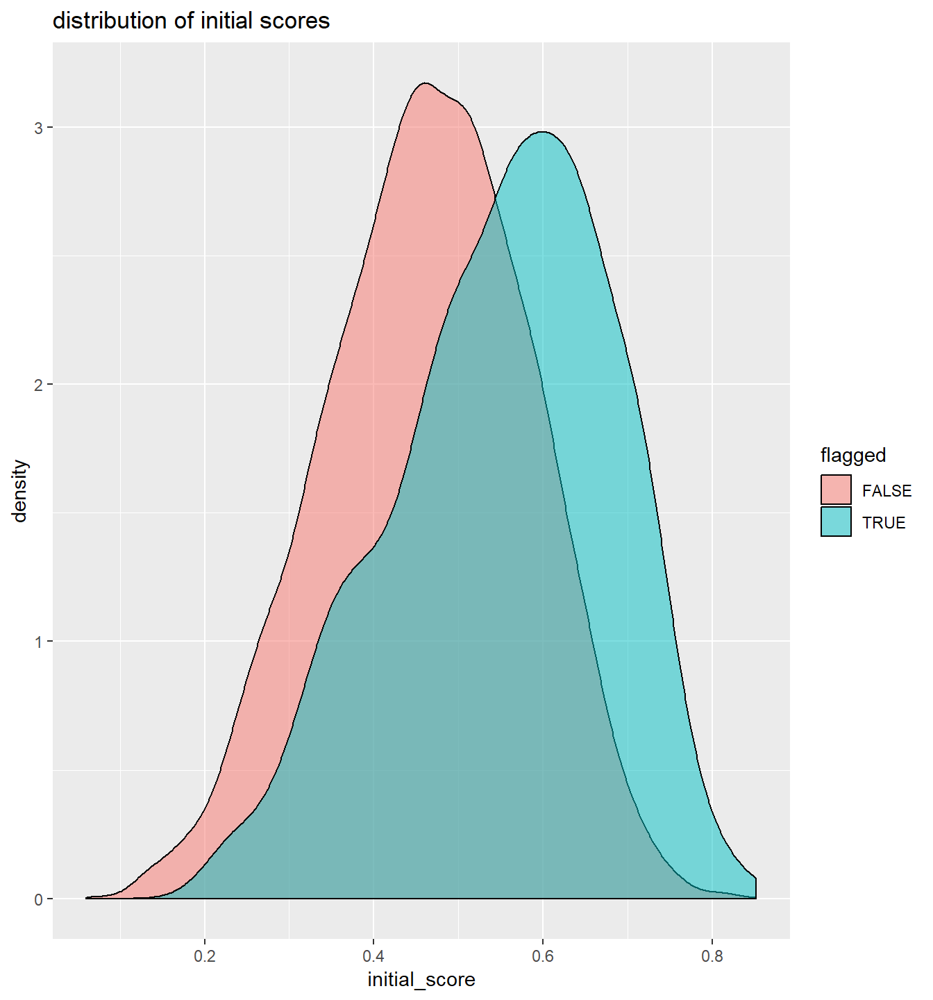 distribution of initial scores
3
2
1
0
density
0.2 0.4 0.6 0.8
initial_score
flagged
FALSE
TRUE